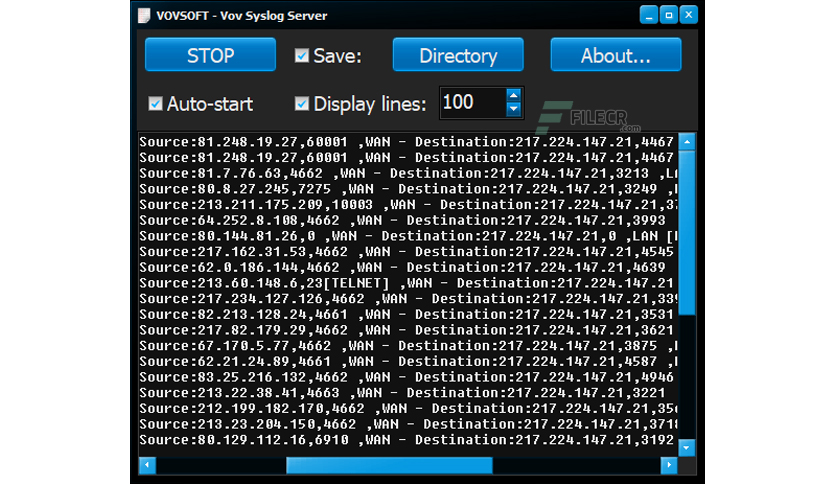 VOVSOFT - Vov Syslog Server
STOP
Save:
Directory
About...
Auto-start
Display lines:
100
FILECR
.com
Source:81.248.19.27,60001 ,WAN - Destination:217.224.147.21,4467
Source:81.248.19.27,60001 ,WAN - Destination:217.224.147.21,4467
Source:81.7.76.63,4662 ,WAN - Destination:217.224.147.21,3213 ,L
Source:80.8.27.245,7275 ,WAN - Destination:217.224.147.21,3249 ,
Source:213.211.175.209,10003 ,WAN - Destination:217.224.147.21,3
Source:64.252.8.108,4662 ,WAN - Destination:217.224.147.21,3993
Source:80.144.81.26,0 ,WAN - Destination:217.224.147.21,0 ,LAN [
Source:217.162.31.53,4662 ,WAN - Destination:217.224.147.21,4545
Source:62.0.186.144,4662 ,WAN - Destination:217.224.147.21,4639
Source:213.60.148.6,23[TELNET] ,WAN - Destination:217.224.147.21
Source:217.234.127.126,4662 ,WAN - Destination:217.224.147.21,339
Source:82.213.128.24,4661 ,WAN - Destination:217.224.147.21,3531
Source:217.82.179.29,4662 ,WAN - Destination:217.224.147.21,3621
Source:67.170.5.77,4662 ,WAN - Destination:217.224.147.21,3875 ,
Source:62.21.24.89,4661 ,WAN - Destination:217.224.147.21,4587 ,
Source:83.25.216.132,4662 ,WAN - Destination:217.224.147.21,4946
Source:213.22.38.41,4663 ,WAN - Destination:217.224.147.21,3221
Source:212.199.182.170,4662 ,WAN - Destination:217.224.147.21,35
Source:213.23.204.150,4662 ,WAN - Destination:217.224.147.21,3718
Source:80.129.112.16,6910 ,WAN - Destination:217.224.147.21,3192